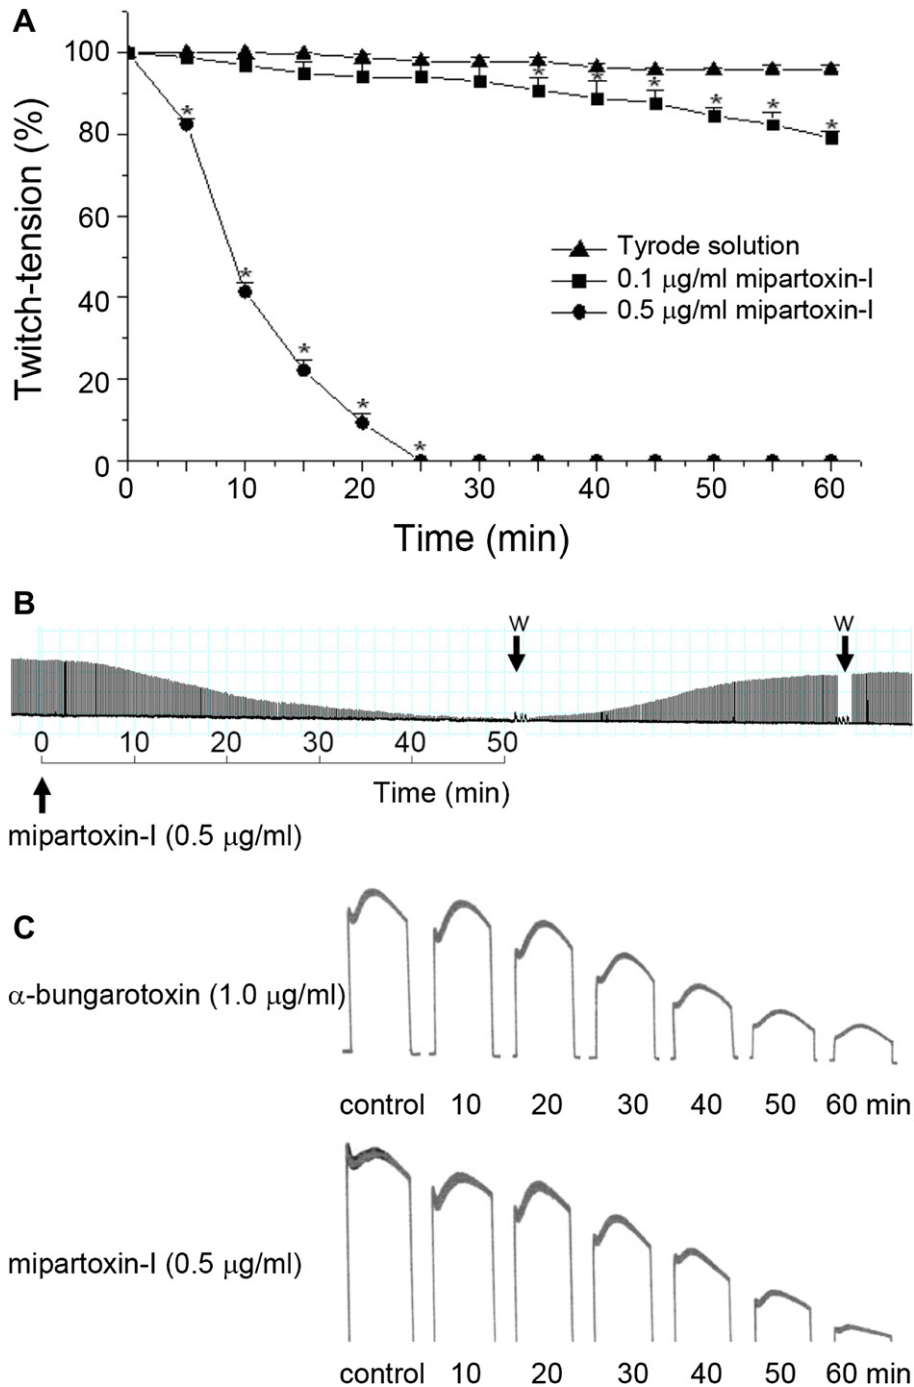 A
Twitch-tension (%)
100
80
60
40
20
0
* * * * * *
* * * * *
Tyrode solution
0.1 μg/ml mipartoxin-I
0.5 μg/ml mipartoxin-I
0 10 20 30 40 50 60
Time (min)
B
W W
0 10 20 30 40 50
Time (min)
mipartoxin-I (0.5 μg/ml)
C
α-bungarotoxin (1.0 μg/ml)
control 10 20 30 40 50 60 min
mipartoxin-I (0.5 μg/ml)
control 10 20 30 40 50 60 min